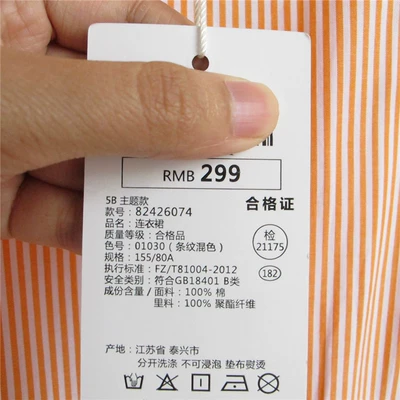 RMB 299
5B 主题款
款号: 82426074
合格证
品名: 连衣裙
质量等级: 合格品
检
21175
色号: 01030 (条纹混色)
规格: 155/80A
执行标准: FZ/T81004-2012
182
安全类别: 符合GB18401 B类
成份含量 / 面料: 100% 棉
里料: 100% 聚酯纤维
产地: 江苏省 泰兴市
分开洗涤 不可浸泡 垫布熨烫